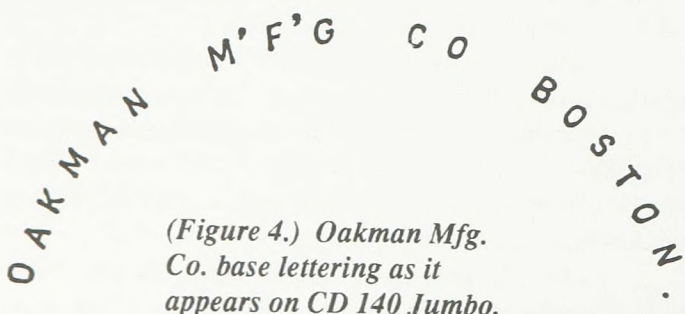 OAKMAN M'F'G CO BOSTON.
(Figure 4.) Oakman Mfg.
Co. base lettering as it
appears on CD 140 Jumbo.